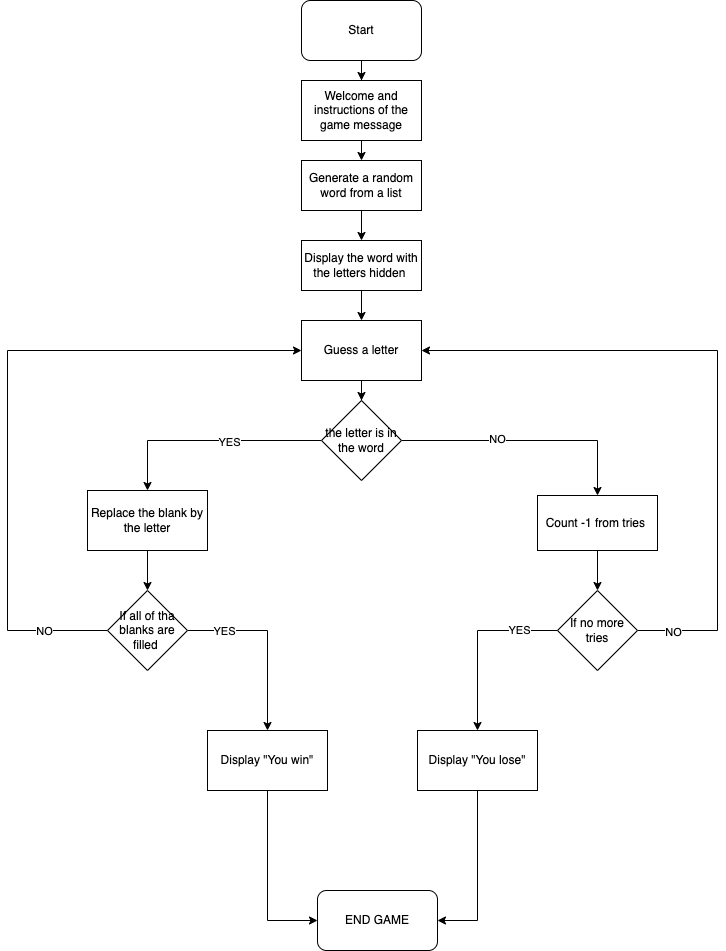 Start
Welcome and
instructions of the
game message
Generate a random
word from a list
Display the word with
the letters hidden
Guess a letter
the letter is in
the word
YES
NO
Replace the blank by
the letter
Count -1 from tries
If all of tha
blanks are
filled
If no more
tries
NO
YES
YES
NO
Display "You win"
Display "You lose"
END GAME